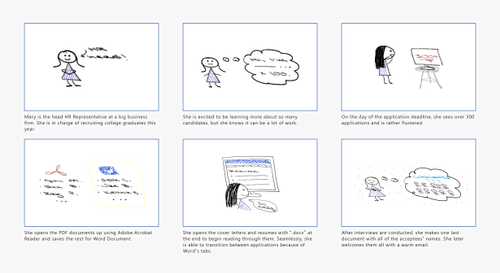 Mary is the head HR Representative at a big business
firm. She is in charge of recruiting college graduates this
year.
She is excited to be learning more about so many
candidates, but she knows it can be a lot of work.
On the day of the application deadline, she sees over 300
applications and is rather flustered.
She opens the PDF documents up using Adobe Acrobat
Reader and saves the rest for Word Document.
She opens the cover letters and resumes with ".docx" at
the end to begin reading through them. Seamlessly, she
is able to transition between applications because of
Word's tabs.
After interviews are conducted, she makes one last
document with all of the acceptees' names. She later
welcomes them all with a warm email.